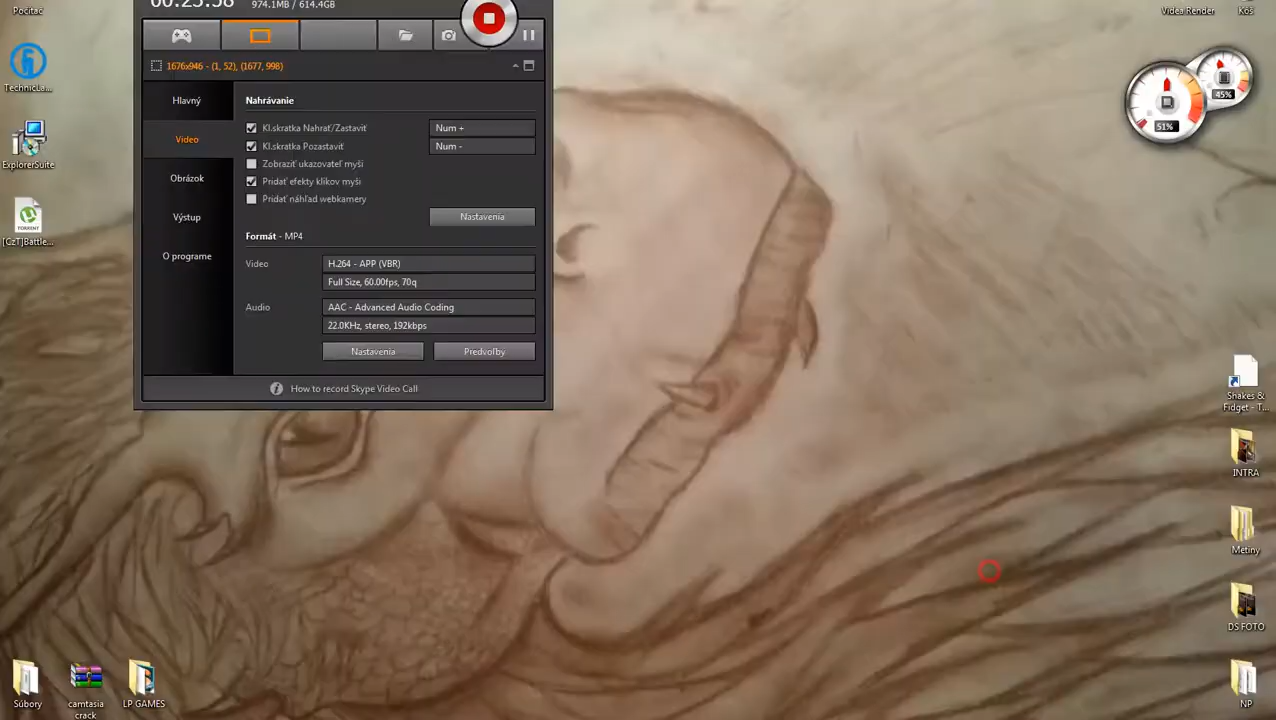 Počítač
00:25:58
974.1MB / 614.4GB
Videa Render
Kos
1676x946 - (1, 52), (1677, 998)
TechnicLa...
Hlavný
Nahrávanie
45%
51%
Kl.skratka Nahrať/Zastaviť
Num +
Video
Kl.skratka Pozastaviť
Num -
ExplorerSuite
Zobraziť ukazovateľ myši
Obrázok
Pridať efekty klikov myši
Pridať náhľad webkamery
Výstup
Nastavenia
TORRENT
[CzT]Battle...
Formát - MP4
O programe
Video
H.264 - APP (VBR)
Full Size, 60.00fps, 70q
Audio
AAC - Advanced Audio Coding
22.0KHz, stereo, 192kbps
Nastavenia
Predvoľby
How to record Skype Video Call
Shakes &
Fidget - T...
INTRA
Metiny
DS FOTO
Súbory
camtasia
crack
LP GAMES
NP